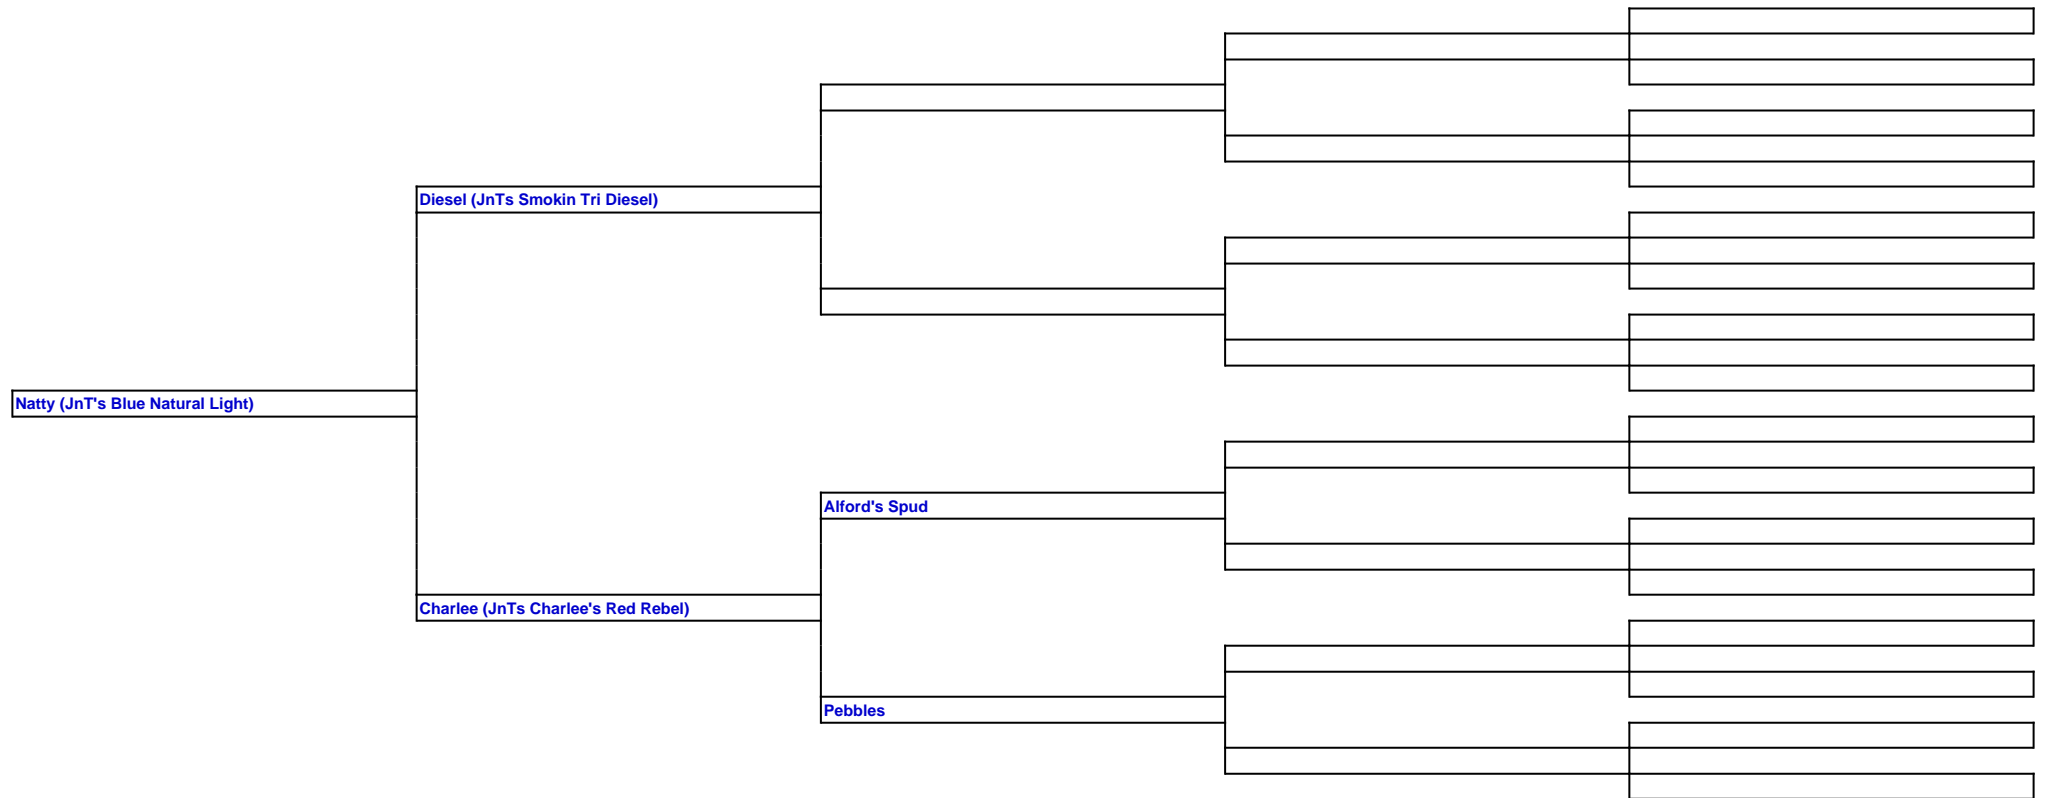 Diesel (JnTs Smokin Tri Diesel)
Natty (JnT's Blue Natural Light)
Alford's Spud
Charlee (JnTs Charlee's Red Rebel)
Pebbles